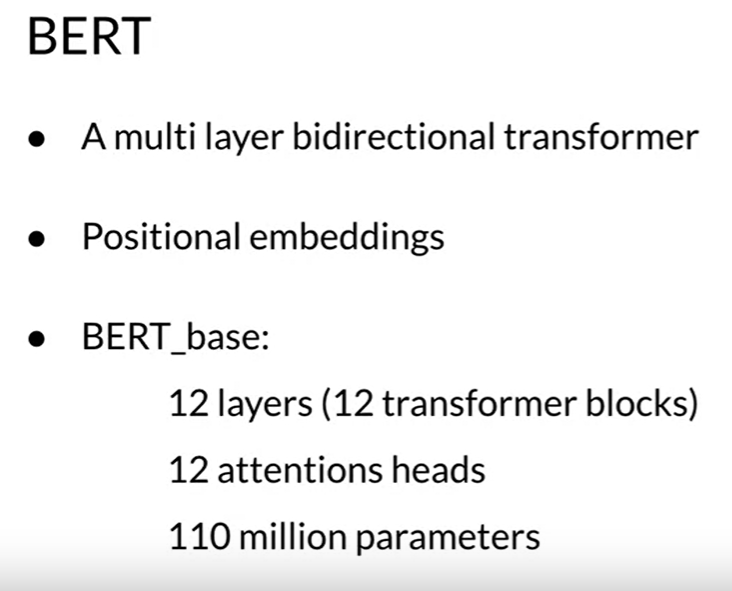 BERT
● A multi layer bidirectional transformer
● Positional embeddings
● BERT_base:
12 layers (12 transformer blocks)
12 attentions heads
110 million parameters